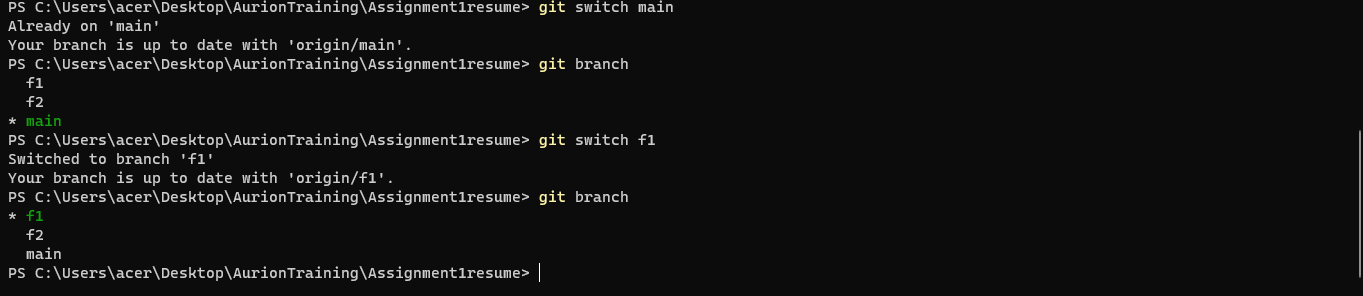 PS C:\Users\acer\Desktop\AurionTraining\Assignment1resume> git switch main
Already on 'main'
Your branch is up to date with 'origin/main'.
PS C:\Users\acer\Desktop\AurionTraining\Assignment1resume> git branch
  f1
  f2
* main
PS C:\Users\acer\Desktop\AurionTraining\Assignment1resume> git switch f1
Switched to branch 'f1'
Your branch is up to date with 'origin/f1'.
PS C:\Users\acer\Desktop\AurionTraining\Assignment1resume> git branch
* f1
  f2
  main
PS C:\Users\acer\Desktop\AurionTraining\Assignment1resume>